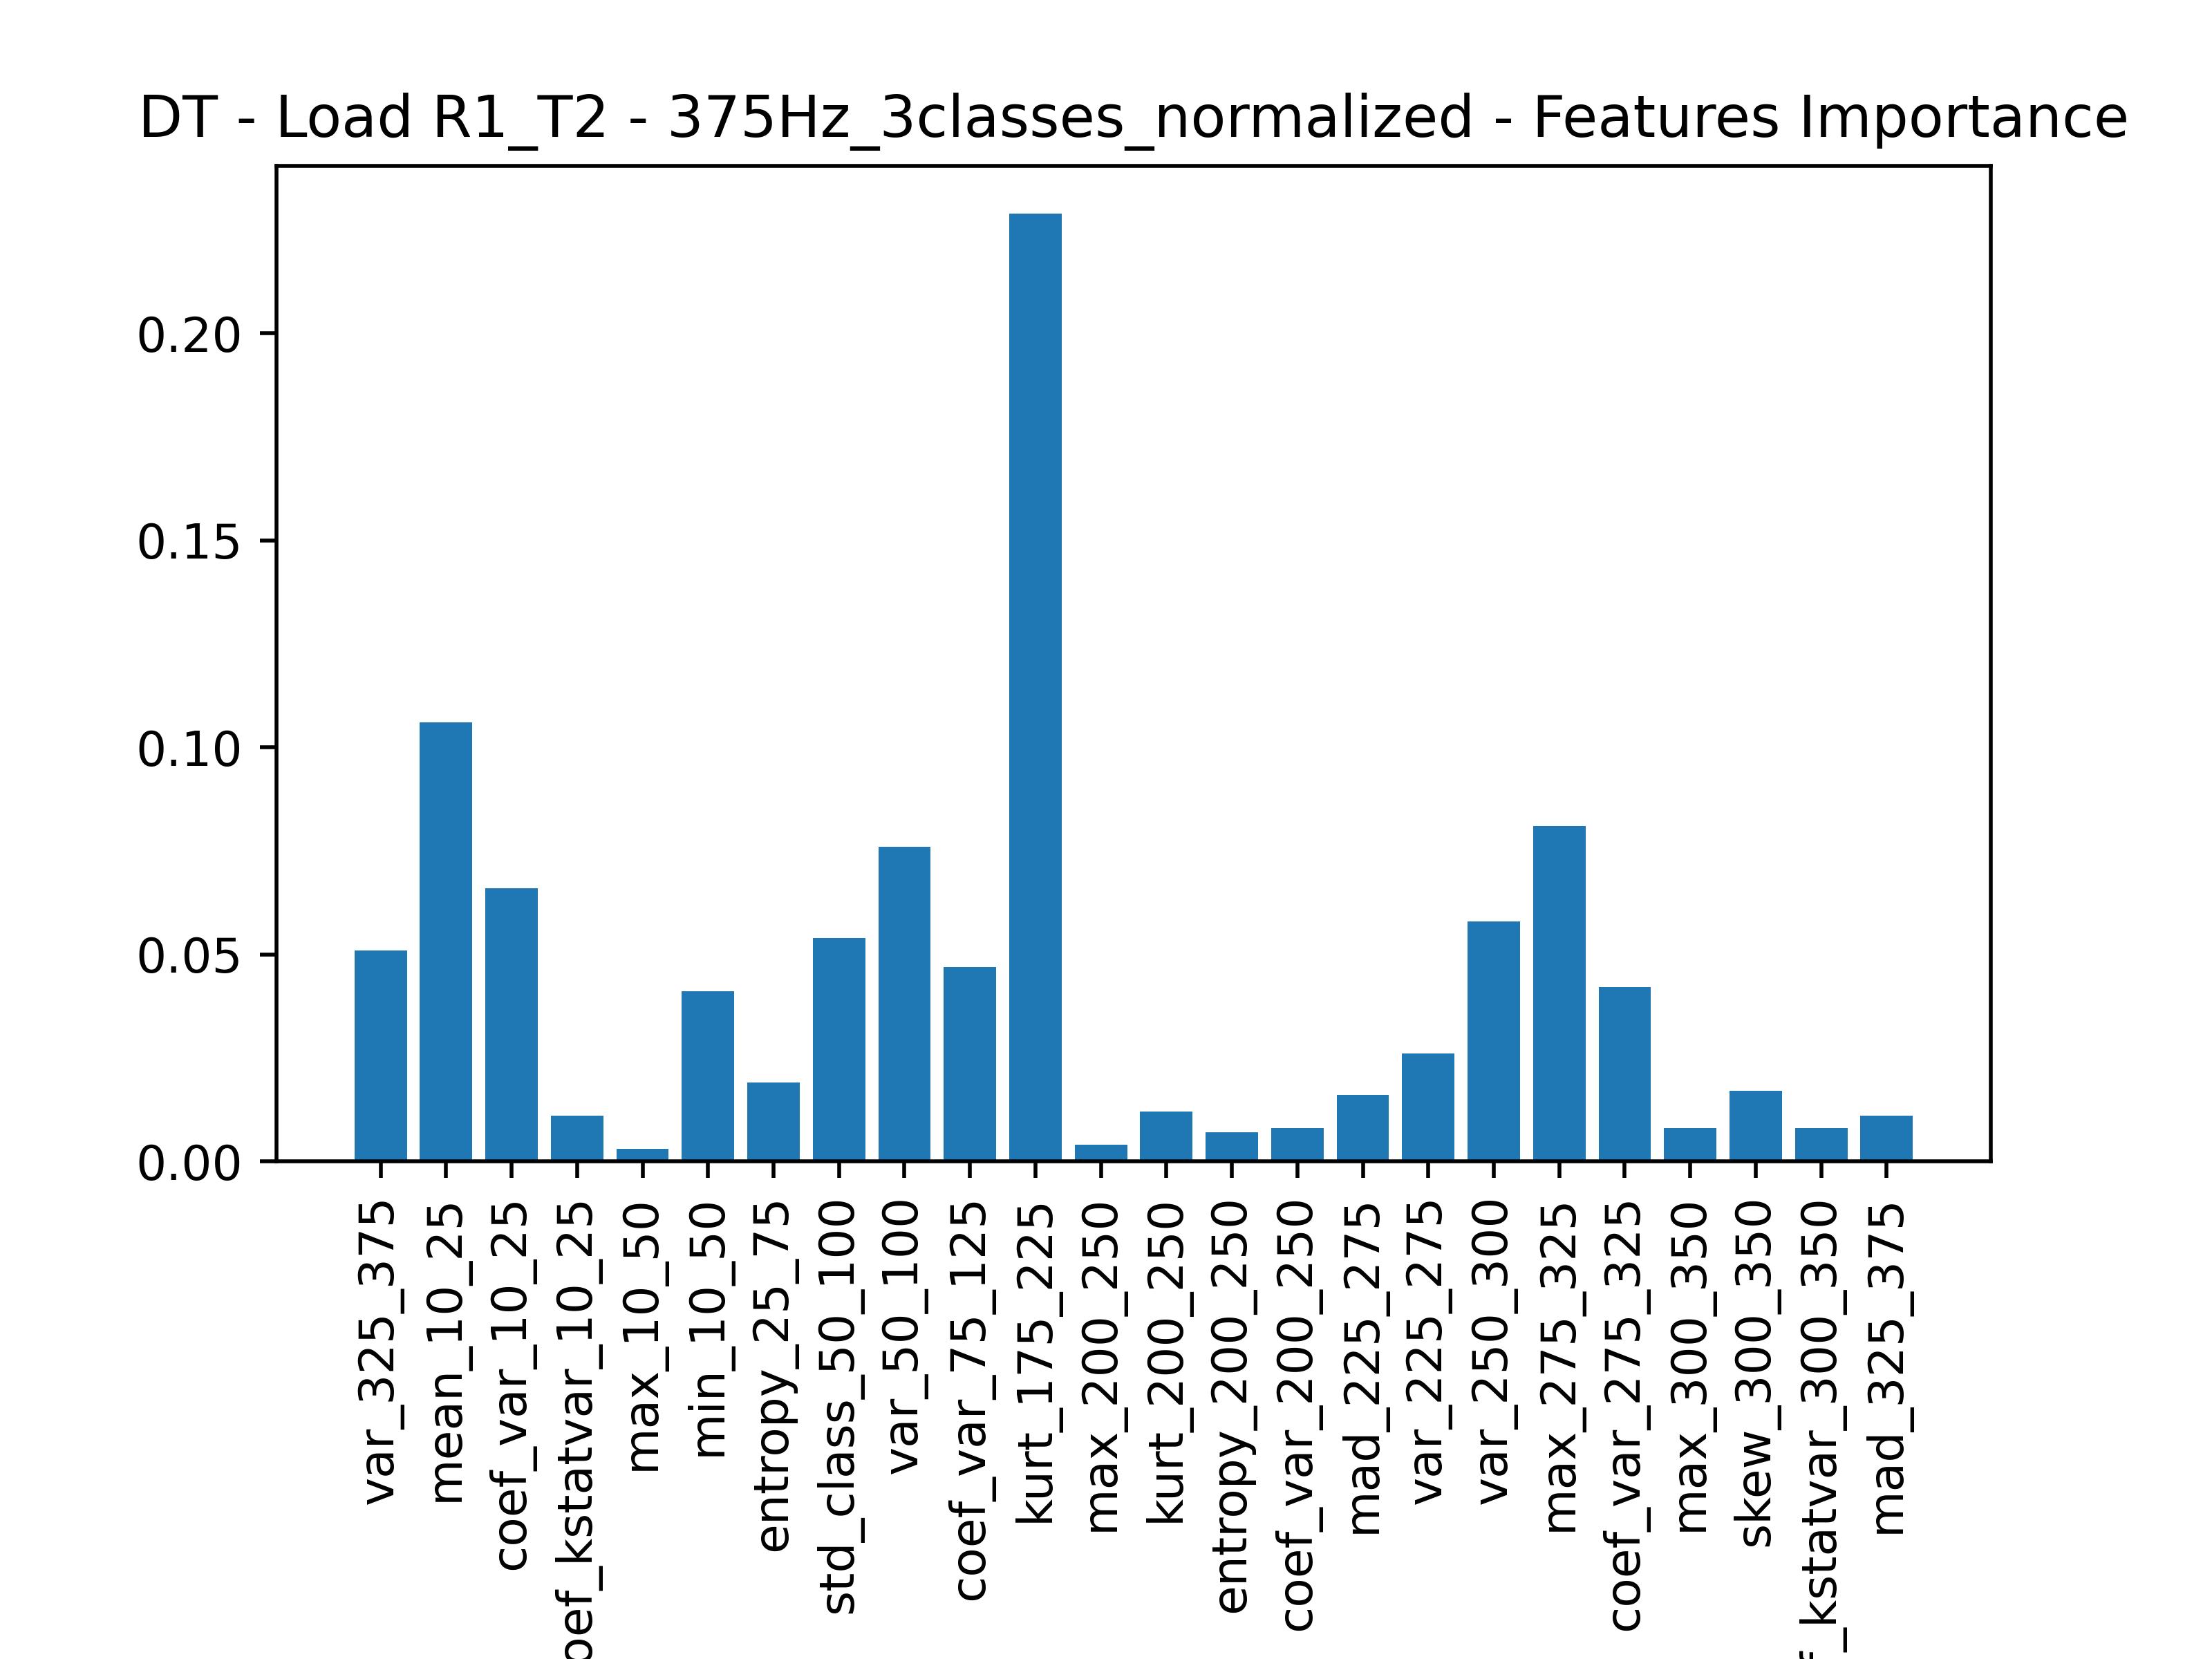 DT - Load R1_T2 - 375Hz_3classes_normalized - Features Importance
0.20
0.15
0.10
0.05
0.00
var_325_375
mean_10_25
coef_var_10_25
oef_kstatvar_10_25
max_10_50
min_10_50
entropy_25_75
std_class_50_100
var_50_100
coef_var_75_125
kurt_175_225
max_200_250
kurt_200_250
entropy_200_250
coef_var_200_250
mad_225_275
var_225_275
var_250_300
max_275_325
coef_var_275_325
max_300_350
skew_300_350
f_kstatvar_300_350
mad_325_375